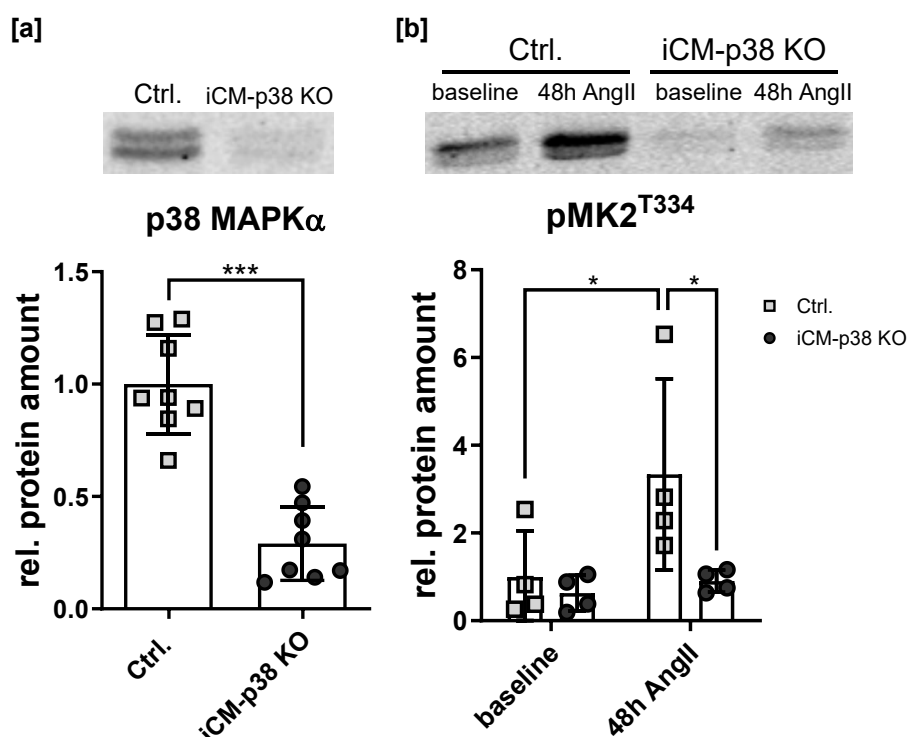 [a]
Ctrl. iCM-p38 KO
p38 MAPKα
***
rel. protein amount
1.5
1.0
0.5
0.0
Ctrl.
iCM-p38 KO
[b]
Ctrl. iCM-p38 KO
baseline 48h AngII baseline 48h AngII
pMK2T334
* *
rel. protein amount
8
6
4
2
0
baseline
48h AngII
Ctrl.
iCM-p38 KO